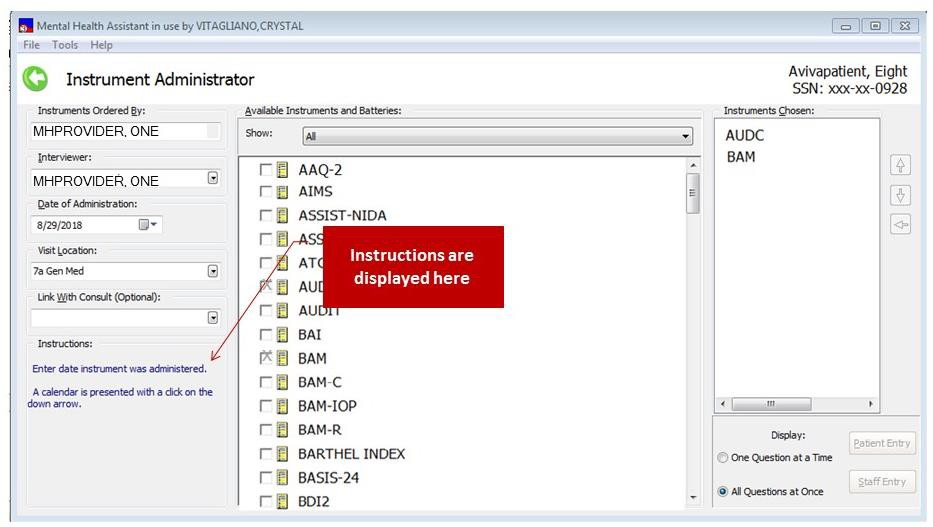 Mental Health Assistant in use by VITAGLIANO,CRYSTAL
File Tools Help
Instrument Administrator
Avivapatient, Eight
SSN: xxx-xx-0928
Instruments Ordered By:
MHPROVIDER, ONE
Interviewer:
MHPROVIDER, ONE
Date of Administration:
8/29/2018
Visit Location:
7a Gen Med
Link With Consult (Optional):
Instructions:
Enter date instrument was administered.
A calendar is presented with a click on the
down arrow.
Available Instruments and Batteries:
Show: All
AAQ-2
AIMS
ASSIST-NIDA
ASS
ATC
AUD
AUDIT
BAI
BAM
BAM-C
BAM-IOP
BAM-R
BARTHEL INDEX
BASIS-24
BDI2
Instructions are
displayed here
Instruments Chosen:
AUDC
BAM
Display:
One Question at a Time
All Questions at Once
Patient Entry
Staff Entry